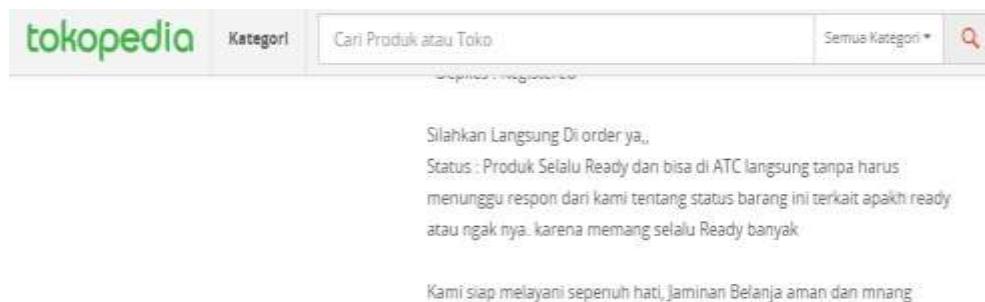 tokopedia Kategori Cari Produk atau Toko Semua Kategori
Silahkan Langsung Di order ya,,
Status : Produk Selalu Ready dan bisa di ATC langsung tanpa harus
menunggu respon dari kami tentang status barang ini terkait apakh ready
atau ngak nya. karena memang selalu Ready banyak
Kami siap melayani sepenuh hati, Jaminan Belanja aman dan mnang